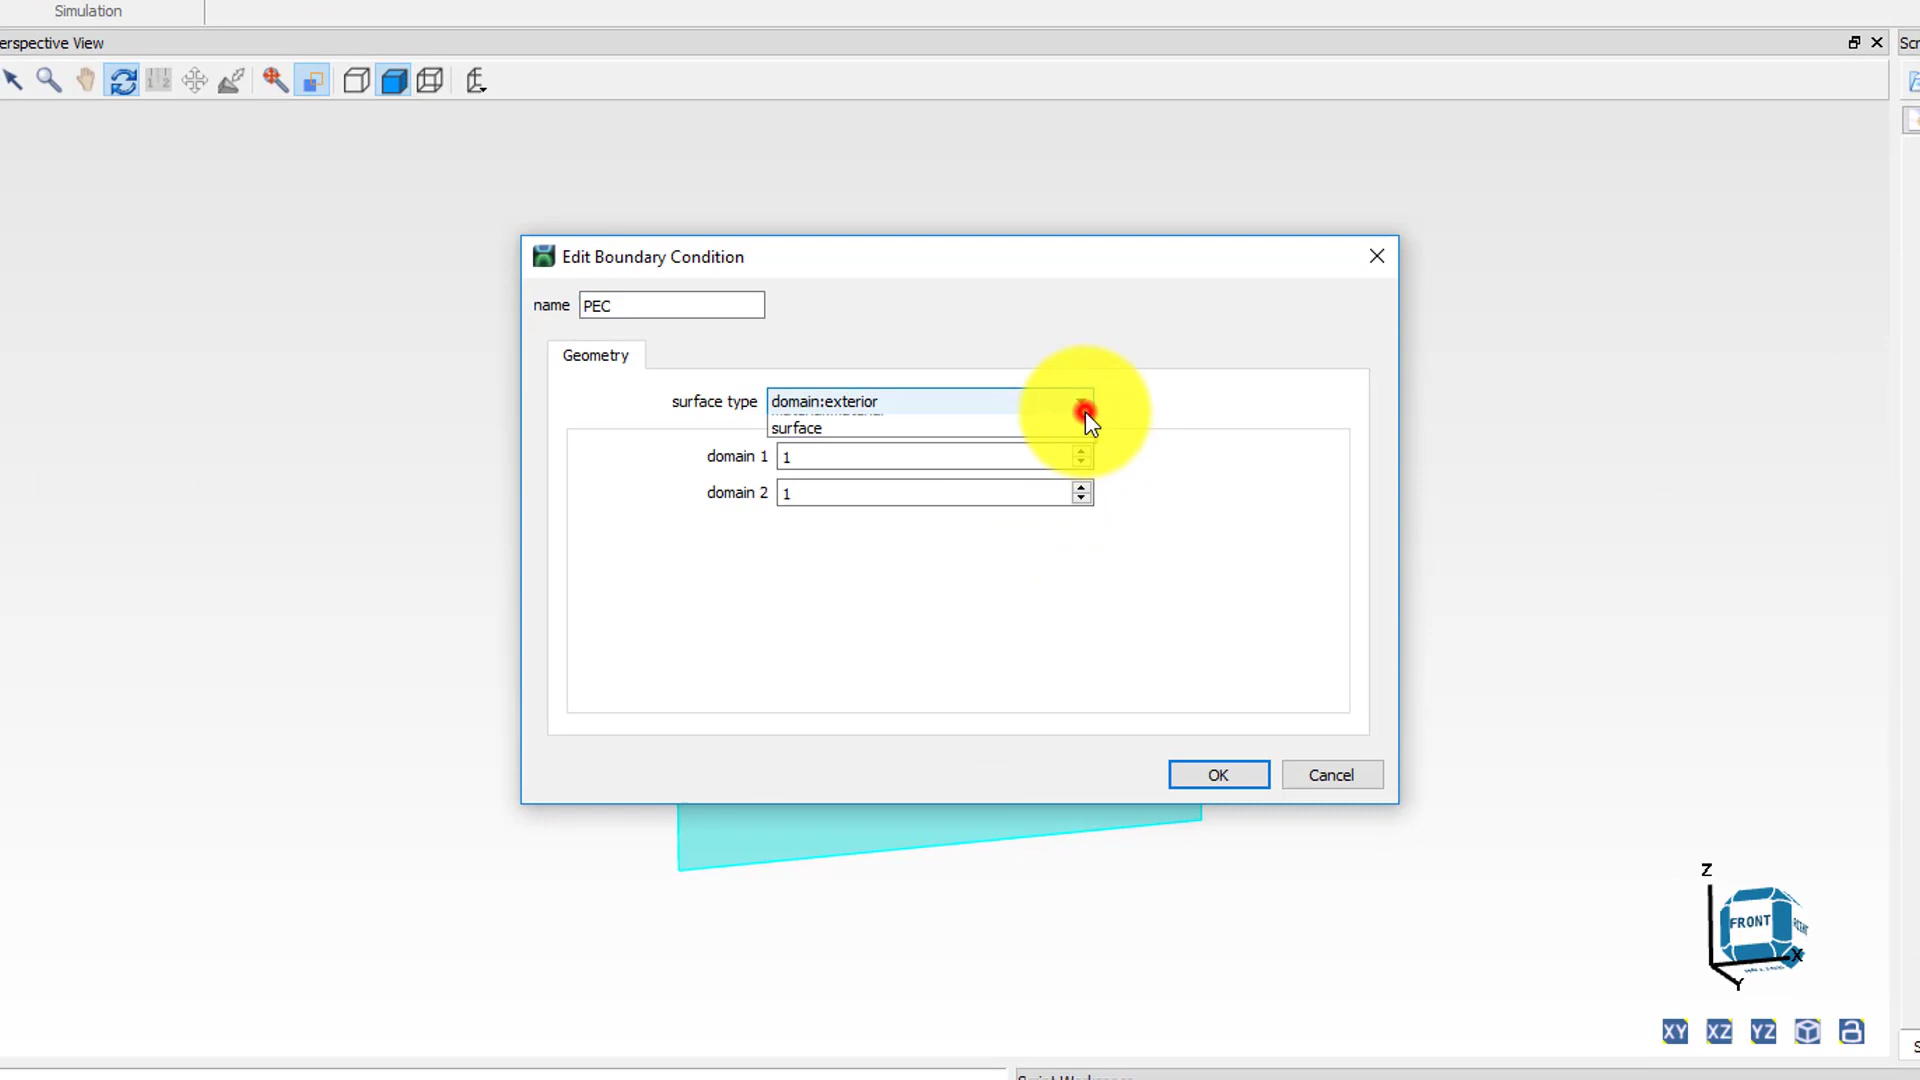 Simulation
erspective View
Scr
Edit Boundary Condition
name PEC
Geometry
surface type domain:exterior
surface
domain 1 1
domain 2 1
OK Cancel
Z
FRONT
X
Y
XY XZ YZ
S